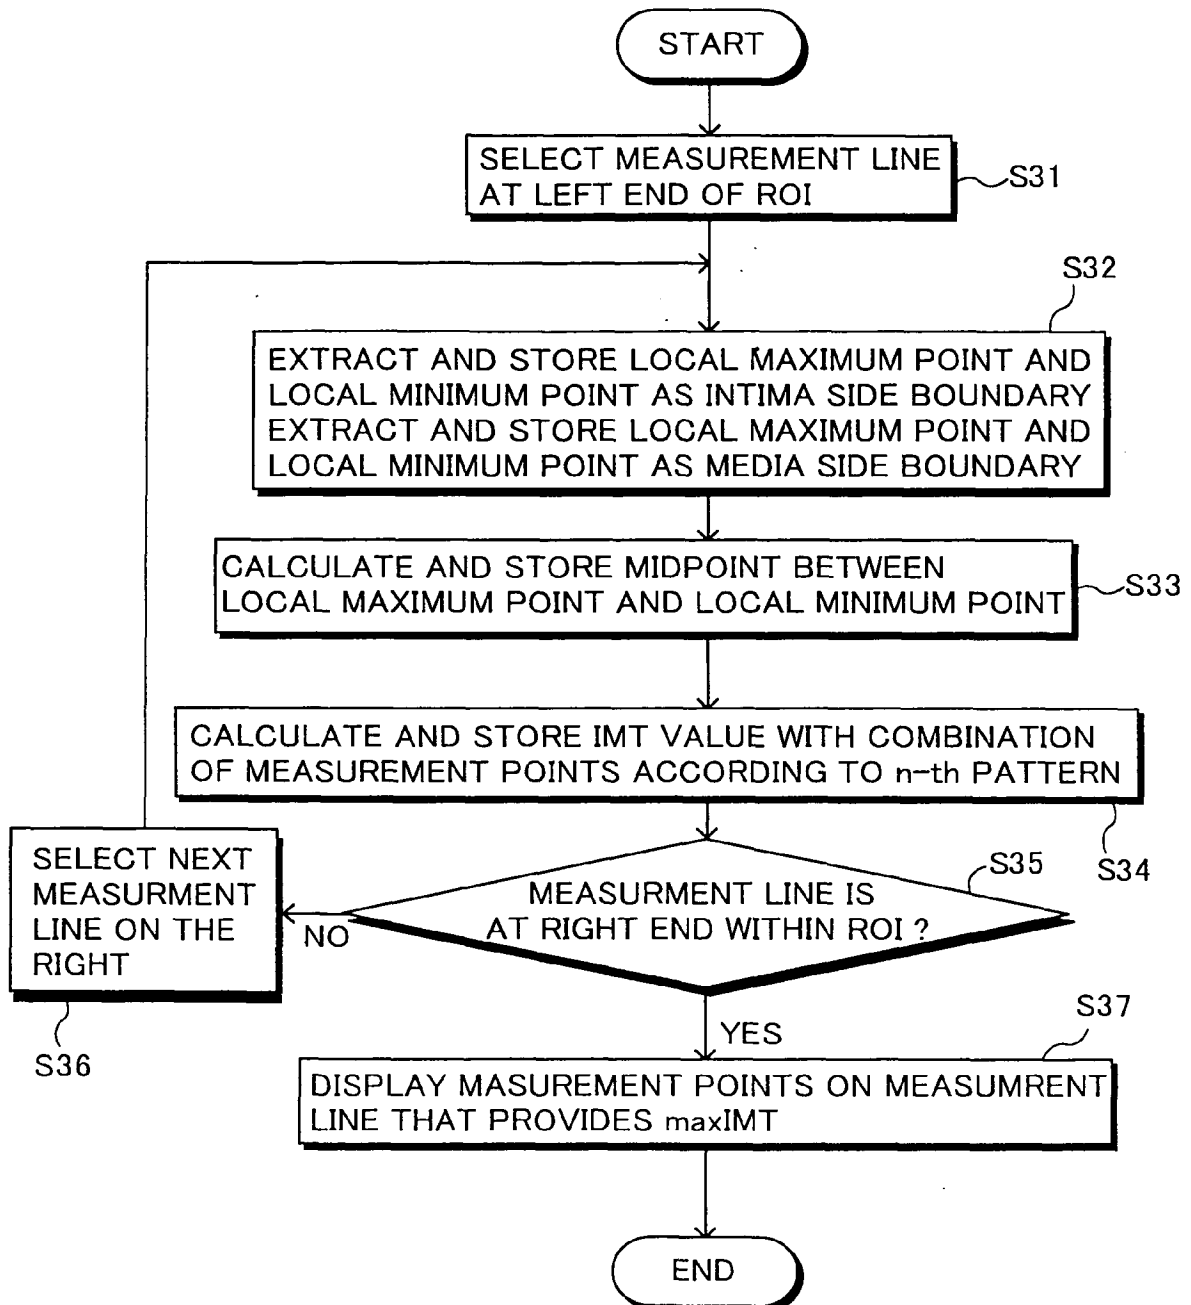 START
SELECT MEASUREMENT LINE
AT LEFT END OF ROI
S31
S32
EXTRACT AND STORE LOCAL MAXIMUM POINT AND
LOCAL MINIMUM POINT AS INTIMA SIDE BOUNDARY
EXTRACT AND STORE LOCAL MAXIMUM POINT AND
LOCAL MINIMUM POINT AS MEDIA SIDE BOUNDARY
CALCULATE AND STORE MIDPOINT BETWEEN
LOCAL MAXIMUM POINT AND LOCAL MINIMUM POINT
S33
CALCULATE AND STORE IMT VALUE WITH COMBINATION
OF MEASUREMENT POINTS ACCORDING TO n-th PATTERN
S34
S35
MEASURMENT LINE IS
AT RIGHT END WITHIN ROI ?
NO
SELECT NEXT
MEASURMENT
LINE ON THE
RIGHT
S36
YES
S37
DISPLAY MASUREMENT POINTS ON MEASUMRENT
LINE THAT PROVIDES maxIMT
END